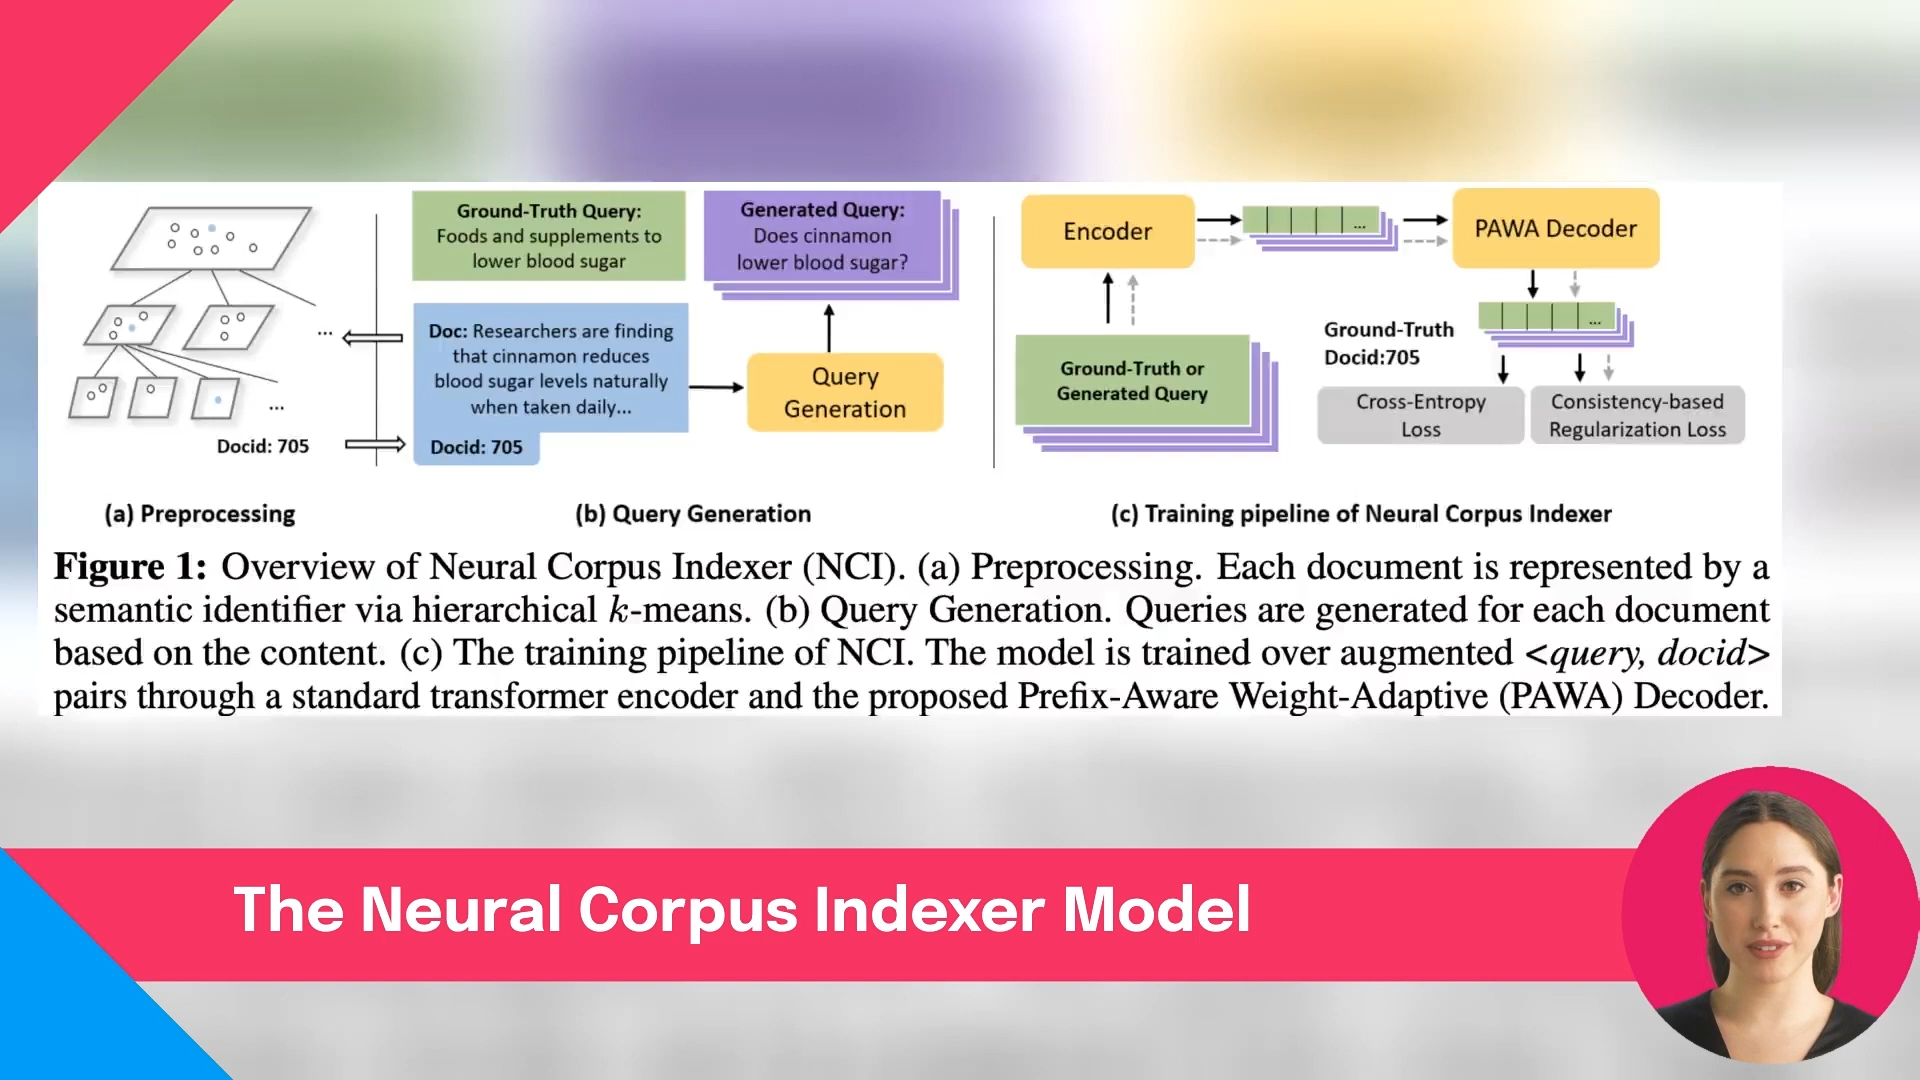 Ground-Truth Query:
Foods and supplements to
lower blood sugar
Generated Query:
Does cinnamon
lower blood sugar?
Doc: Researchers are finding
that cinnamon reduces
blood sugar levels naturally
when taken daily...
Docid: 705
Query
Generation
...
...
Docid: 705
Encoder
...
PAWA Decoder
Ground-Truth or
Generated Query
...
Ground-Truth
Docid:705
Cross-Entropy
Loss
Consistency-based
Regularization Loss
(a) Preprocessing
(b) Query Generation
(c) Training pipeline of Neural Corpus Indexer
Figure 1: Overview of Neural Corpus Indexer (NCI). (a) Preprocessing. Each document is represented by a
semantic identifier via hierarchical k-means. (b) Query Generation. Queries are generated for each document
based on the content. (c) The training pipeline of NCI. The model is trained over augmented <query, docid>
pairs through a standard transformer encoder and the proposed Prefix-Aware Weight-Adaptive (PAWA) Decoder.
The Neural Corpus Indexer Model